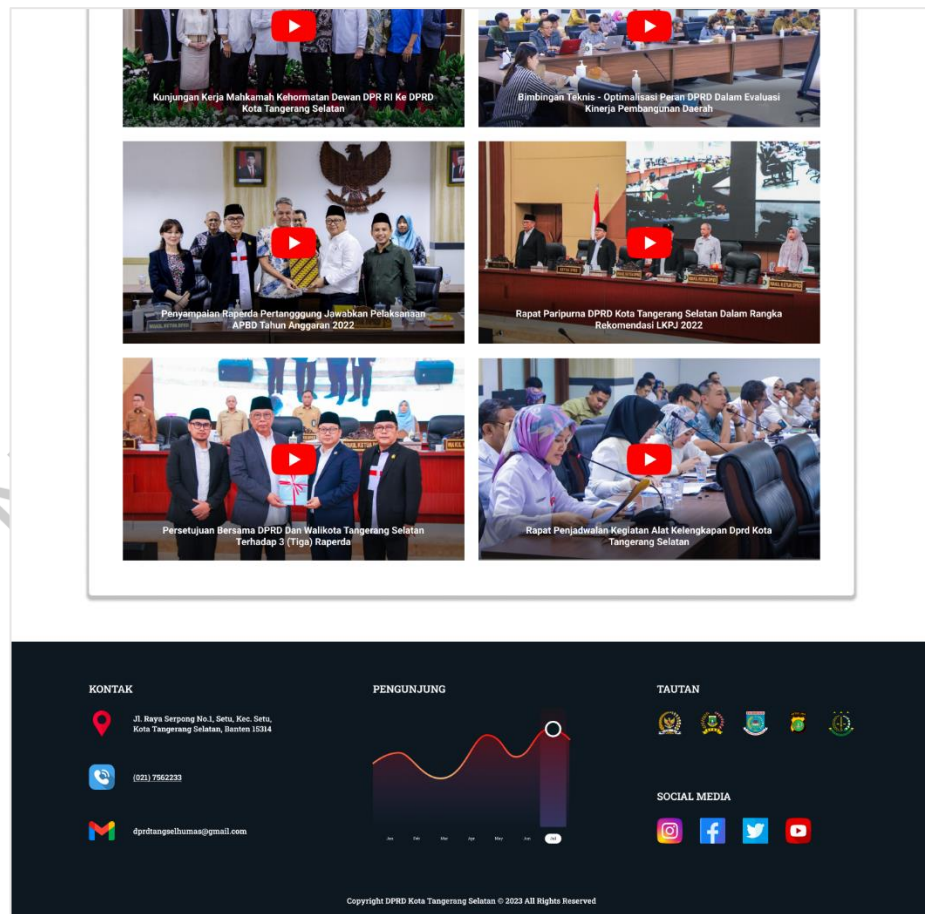 Kunjungan Kerja Mahkamah Kehormatan Dewan DPR RI Ke DPRD
Kota Tangerang Selatan
Bimbingan Teknis - Optimalisasi Peran DPRD Dalam Evaluasi
Kinerja Pembangunan Daerah
Penyampaian Raperda Pertangggung Jawabkan Pelaksanaan
APBD Tahun Anggaran 2022
Rapat Paripurna DPRD Kota Tangerang Selatan Dalam Rangka
Rekomendasi LKPJ 2022
Persetujuan Bersama DPRD Dan Walikota Tangerang Selatan
Terhadap 3 (Tiga) Raperda
Rapat Penjadwalan Kegiatan Alat Kelengkapan Dprd Kota
Tangerang Selatan
KONTAK
Jl. Raya Serpong No.1, Setu, Kec. Setu,
Kota Tangerang Selatan, Banten 15314
(021) 7562233
dprdtangselhumas@gmail.com
PENGUNJUNG
Jan Feb Mar Apr May Jun Jul
TAUTAN
SOCIAL MEDIA
Copyright DPRD Kota Tangerang Selatan © 2023 All Rights Reserved